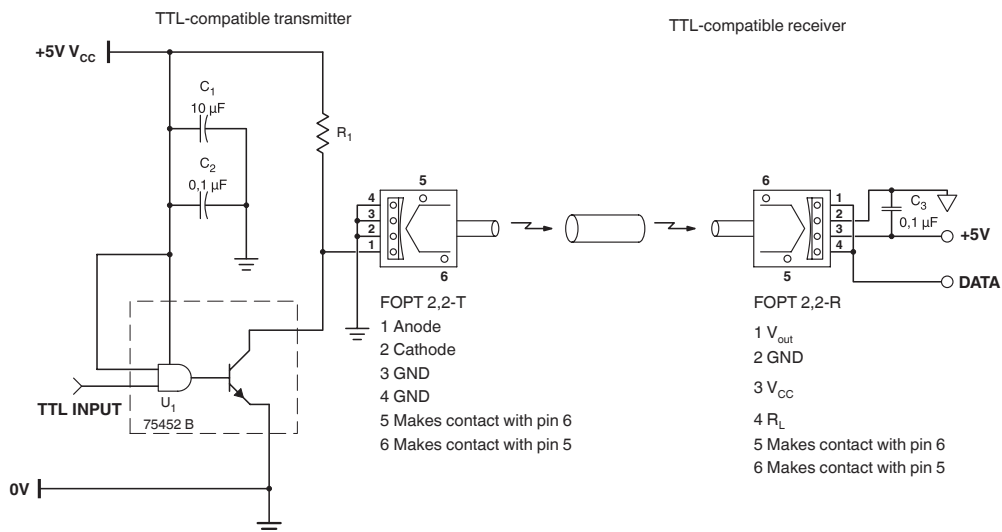 TTL-compatible transmitter
TTL-compatible receiver
+5V VCC
C1
10 µF
C2
0,1 µF
R1
5
4
3
2
1
6
6
1
2
3
4
5
C3
0,1 µF
+5V
DATA
TTL INPUT
U1
75452 B
0V
FOPT 2,2-T
1 Anode
2 Cathode
3 GND
4 GND
5 Makes contact with pin 6
6 Makes contact with pin 5
FOPT 2,2-R
1 Vout
2 GND
3 VCC
4 RL
5 Makes contact with pin 6
6 Makes contact with pin 5